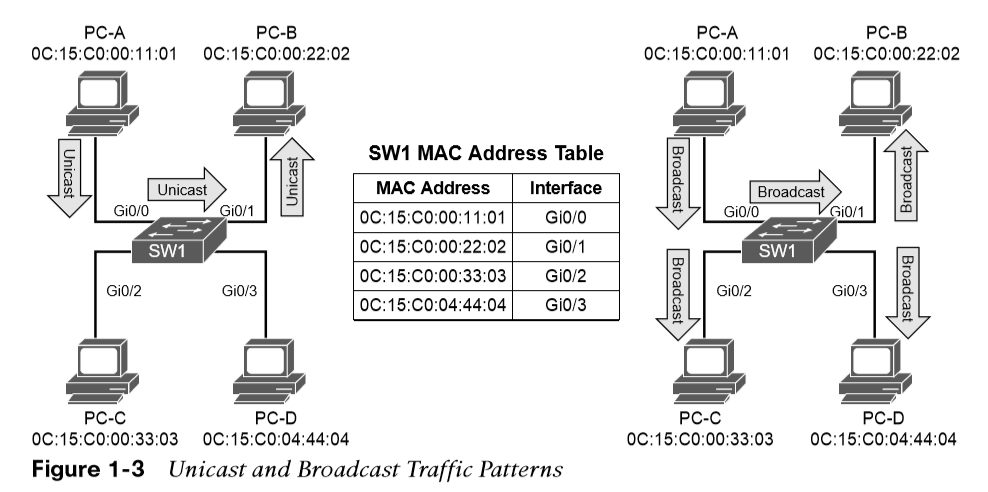 PC-A
0C:15:C0:00:11:01
PC-B
0C:15:C0:00:22:02
Unicast
Unicast
Unicast
Gi0/0
Gi0/1
SW1
Gi0/2
Gi0/3
PC-C
0C:15:C0:00:33:03
PC-D
0C:15:C0:04:44:04
SW1 MAC Address Table
MAC Address Interface
0C:15:C0:00:11:01 Gi0/0
0C:15:C0:00:22:02 Gi0/1
0C:15:C0:00:33:03 Gi0/2
0C:15:C0:04:44:04 Gi0/3
PC-A
0C:15:C0:00:11:01
PC-B
0C:15:C0:00:22:02
Broadcast
Broadcast
Broadcast
Gi0/0
Gi0/1
SW1
Broadcast
Broadcast
Gi0/2
Gi0/3
PC-C
0C:15:C0:00:33:03
PC-D
0C:15:C0:04:44:04
Figure 1-3 Unicast and Broadcast Traffic Patterns